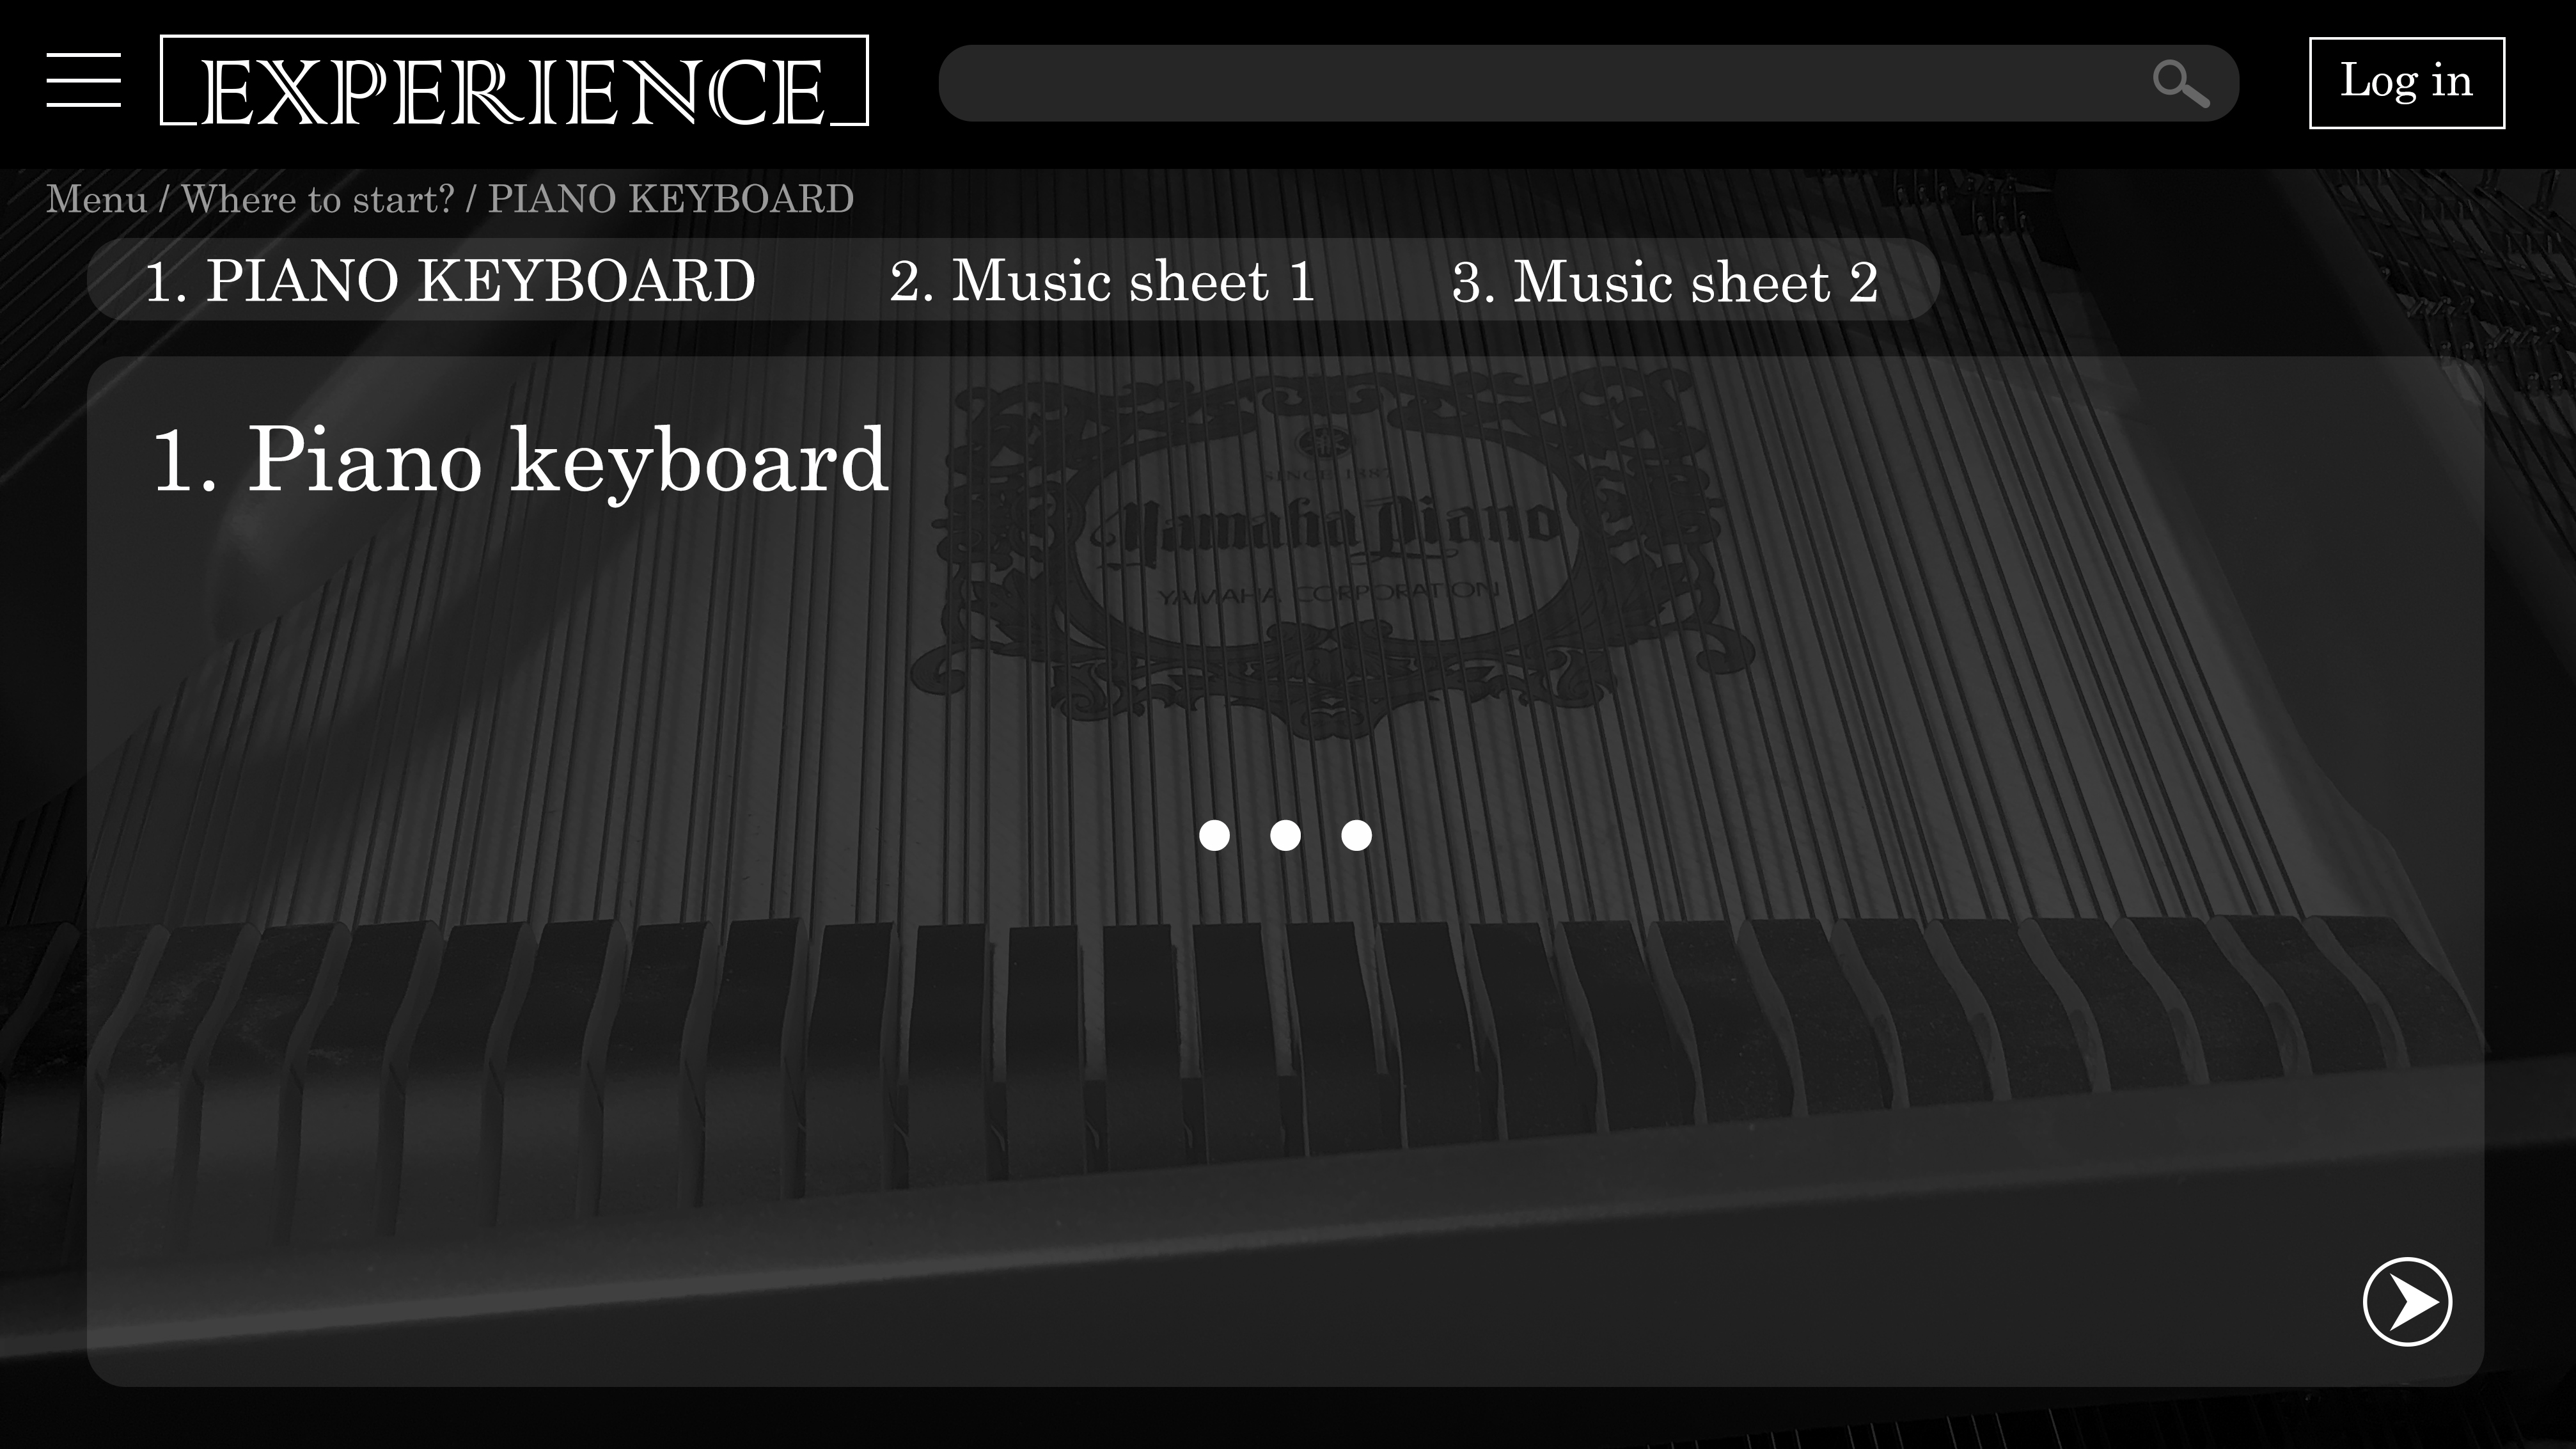 EXPERIENCE
Log in
Menu / Where to start? / PIANO KEYBOARD
1. PIANO KEYBOARD 2. Music sheet 1 3. Music sheet 2
1. Piano keyboard
SINCE 1887
Yamaha Piano
YAMAHA CORPORATION